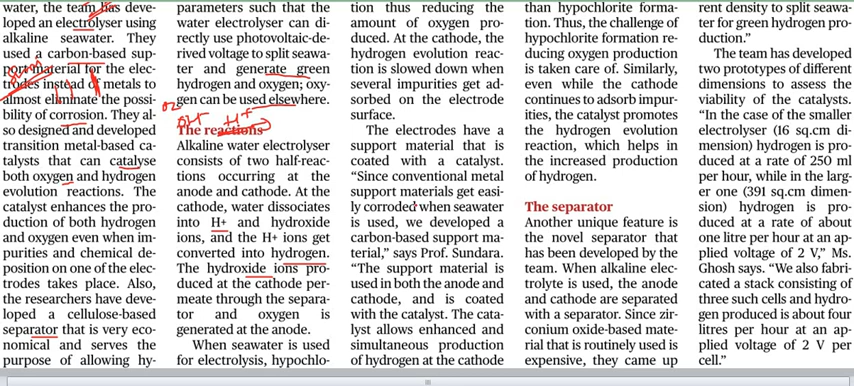 water, the team has deve-
loped an electrolyser using
alkaline seawater. They
used a carbon-based sup-
port material for the elec-
trodes instead of metals to
almost eliminate the possi-
bility of corrosion. They al-
so designed and developed
transition metal-based ca-
talysts that can catalyse
both oxygen and hydrogen
evolution reactions. The
catalyst enhances the pro-
duction of both hydrogen
and oxygen even when im-
purities and chemical de-
position on one of the elec-
trodes takes place. Also,
the researchers have deve-
loped a cellulose-based
separator that is very eco-
nomical and serves the
purpose of allowing hy-
parameters such that the
water electrolyser can di-
rectly use photovoltaic-de-
rived voltage to split seawa-
ter and generate green
hydrogen and oxygen; oxy-
gen can be used elsewhere.
OH H+
The reactions
Alkaline water electrolyser
consists of two half-reac-
tions occurring at the
anode and cathode. At the
cathode, water dissociates
into H+ and hydroxide
ions, and the H+ ions get
converted into hydrogen.
The hydroxide ions pro-
duced at the cathode per-
meate through the separa-
tor and oxygen is
generated at the anode.
When seawater is used
for electrolysis, hypochlo-
tion thus reducing the
amount of oxygen pro-
duced. At the cathode, the
hydrogen evolution reac-
tion is slowed down when
several impurities get ad-
sorbed on the electrode
surface.
The electrodes have a
support material that is
coated with a catalyst.
“Since conventional metal
support materials get easi-
ly corroded when seawater
is used, we developed a
carbon-based support ma-
terial,” says Prof. Sundara.
“The support material is
used in both the anode and
cathode, and is coated
with the catalyst. The cata-
lyst allows enhanced and
simultaneous production
of hydrogen at the cathode
than hypochlorite forma-
tion. Thus, the challenge of
hypochlorite formation re-
ducing oxygen production
is taken care of. Similarly,
even while the cathode
continues to adsorb impur-
ities, the catalyst promotes
the hydrogen evolution
reaction, which helps in
the increased production
of hydrogen.
The separator
Another unique feature is
the novel separator that
has been developed by the
team. When alkaline elec-
trolyte is used, the anode
and cathode are separated
with a separator. Since zir-
conium oxide-based mate-
rial that is routinely used is
expensive, they came up
rent density to split seawa-
ter for green hydrogen pro-
duction.”
The team has developed
two prototypes of different
dimensions to assess the
viability of the catalysts.
“In the case of the smaller
electrolyser (16 sq.cm di-
mension) hydrogen is pro-
duced at a rate of 250 ml
per hour, while in the larg-
er one (391 sq.cm dimen-
sion) hydrogen is pro-
duced at a rate of about
one litre per hour at an ap-
plied voltage of 2 V,” Ms.
Ghosh says. “We also fabri-
cated a stack consisting of
three such cells and hydro-
gen produced is about four
litres per hour at an ap-
plied voltage of 2 V per
cell.”